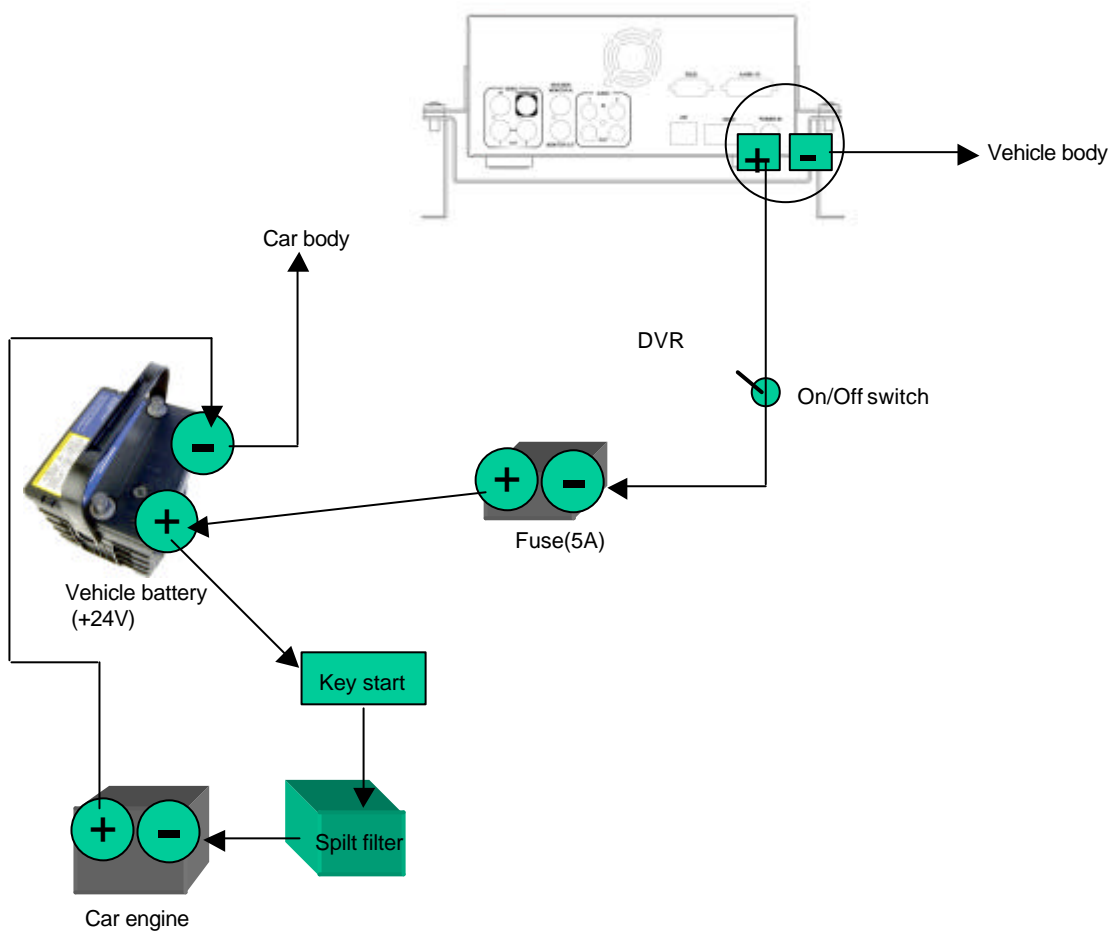 Vehicle body
Car body
DVR
On/Off switch
+
-
-
+
-
+
Fuse(5A)
Vehicle battery
(+24V)
Key start
+
-
Spilt filter
Car engine